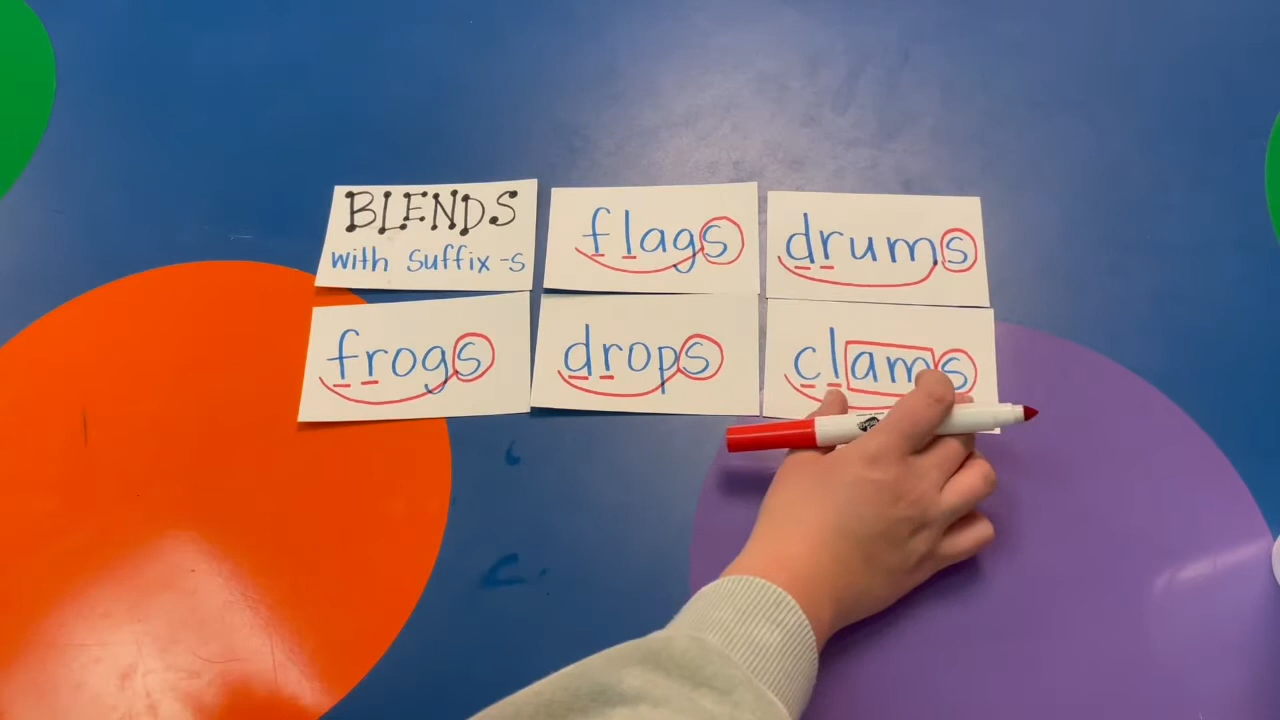 BLENDS
with suffix -s
flags
drums
frogs
drops
clams